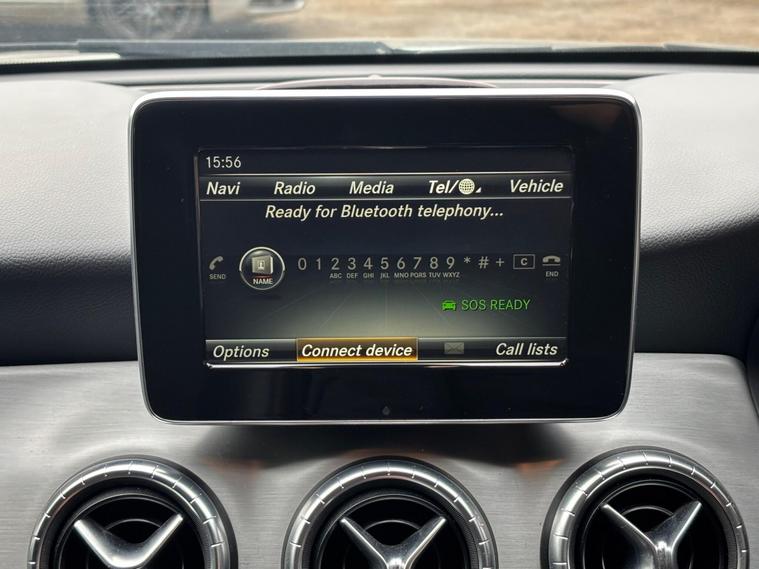 15:56
Navi Radio Media Tel/ Vehicle
Ready for Bluetooth telephony...
0 1 2 3 4 5 6 7 8 9 * # + C
SEND NAME ABC DEF GHI JKL MNO PQRS TUV WXYZ END
SOS READY
Options Connect device Call lists